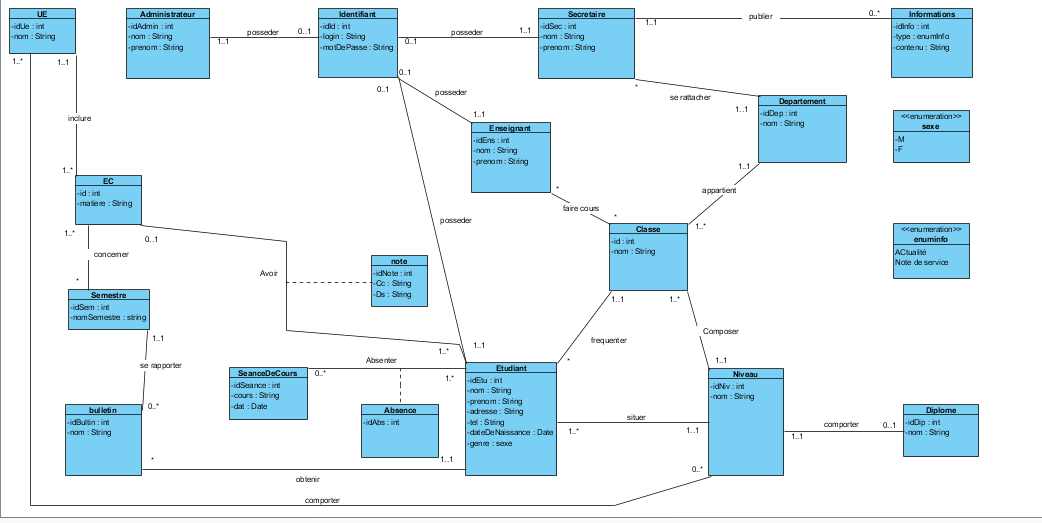 UE
-idUe : int
-nom : String
Administrateur
-idAdmin : int
-nom : String
-prenom : String
Identifiant
-idId : int
-login : String
-motDePasse : String
Secretaire
-idSec : int
-nom : String
-prenom : String
Informations
-idInfo : int
-type : enumInfo
-contenu : String
posseder
1..1
0..1
posseder
0..1
1..1
publier
1..1
0..*
1..*
1..1
inclure
1..*
0..1
0..1
posseder
1..1
*
se rattacher
1..1
Departement
-idDep : int
-nom : String
<<enumeration>>
sexe
-M
-F
Enseignant
-idEns : int
-nom : String
-prenom : String
EC
-id : int
-matiere : String
1..1
appartient
1..*
*
faire cours
*
posseder
Classe
-id : int
-nom : String
<<enumeration>>
enuminfo
ACtualité
Note de service
1..*
0..1
concerner
*
Avoir
note
-idNote : int
-Cc : String
-Ds : String
Semestre
-idSem : int
-nomSemestre : string
1..1
1..*
frequenter
*
Composer
1..1
1..1
se rapporter
0..*
1..*
1..1
Absenter
0..*
1.*
SeanceDeCours
-idSeance : int
-cours : String
-dat : Date
Etudiant
-idEtu : int
-nom : String
-prenom : String
-adresse : String
-tel : String
-dateDeNaissance : Date
-genre : sexe
Niveau
-idNiv : int
-nom : String
bulletin
-idBultin : int
-nom : String
Absence
-idAbs : int
Diplome
-idDip : int
-nom : String
situer
1..*
1..1
comporter
1..1
0..1
*
1..1
obtenir
0..*
comporter